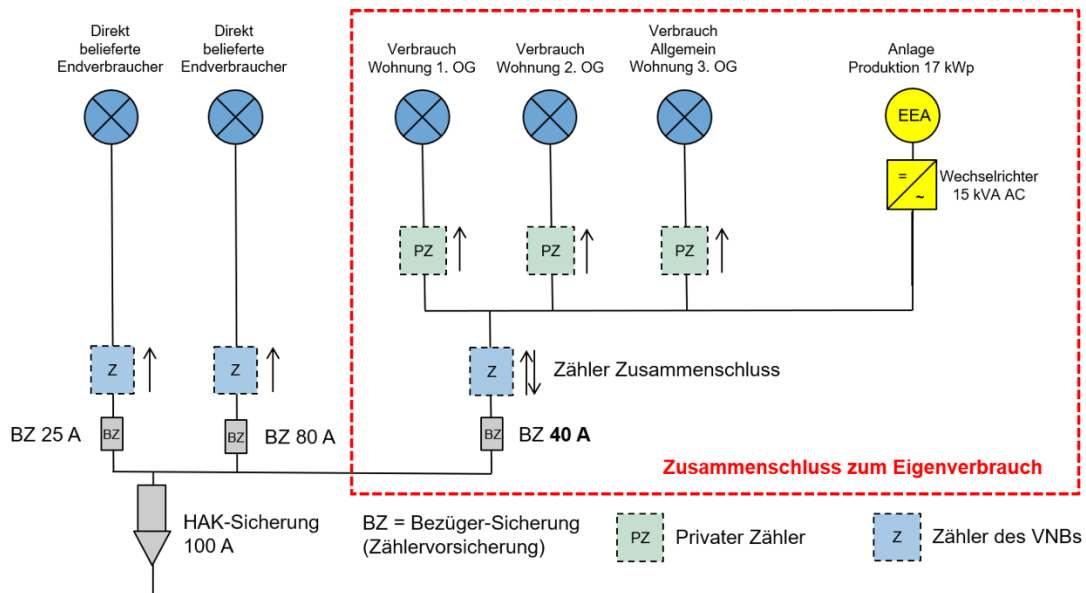 Direkt
belieferte
Endverbraucher
Direkt
belieferte
Endverbraucher
Verbrauch
Wohnung 1. OG
Verbrauch
Wohnung 2. OG
Verbrauch
Allgemein
Wohnung 3. OG
Anlage
Produktion 17 kWp
EEA
=
~
Wechselrichter
15 kVA AC
PZ
PZ
PZ
Z
Z
Z
Zähler Zusammenschluss
BZ 25 A
BZ
BZ
BZ 80 A
BZ
BZ 40 A
Zusammenschluss zum Eigenverbrauch
HAK-Sicherung
100 A
BZ = Bezüger-Sicherung
(Zählervorsicherung)
PZ
Privater Zähler
Z
Zähler des VNBs